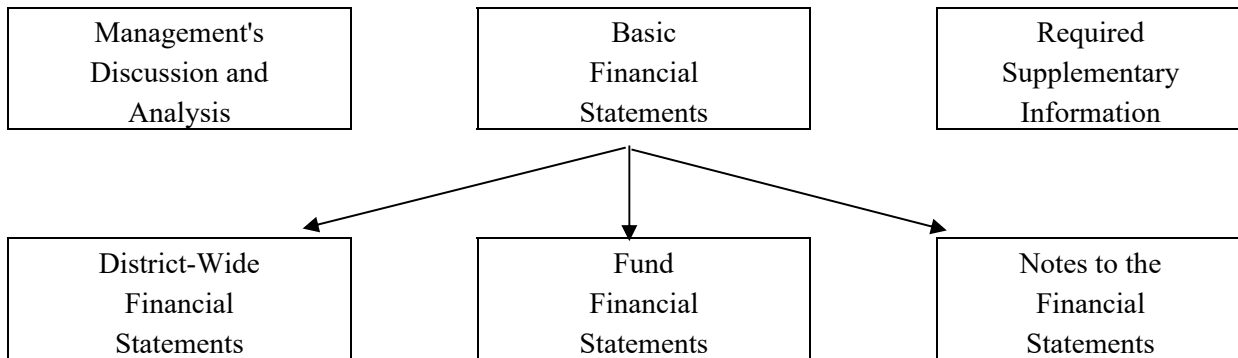 Management's
Discussion and
Analysis
Basic
Financial
Statements
Required
Supplementary
Information
District-Wide
Financial
Statements
Fund
Financial
Statements
Notes to the
Financial
Statements